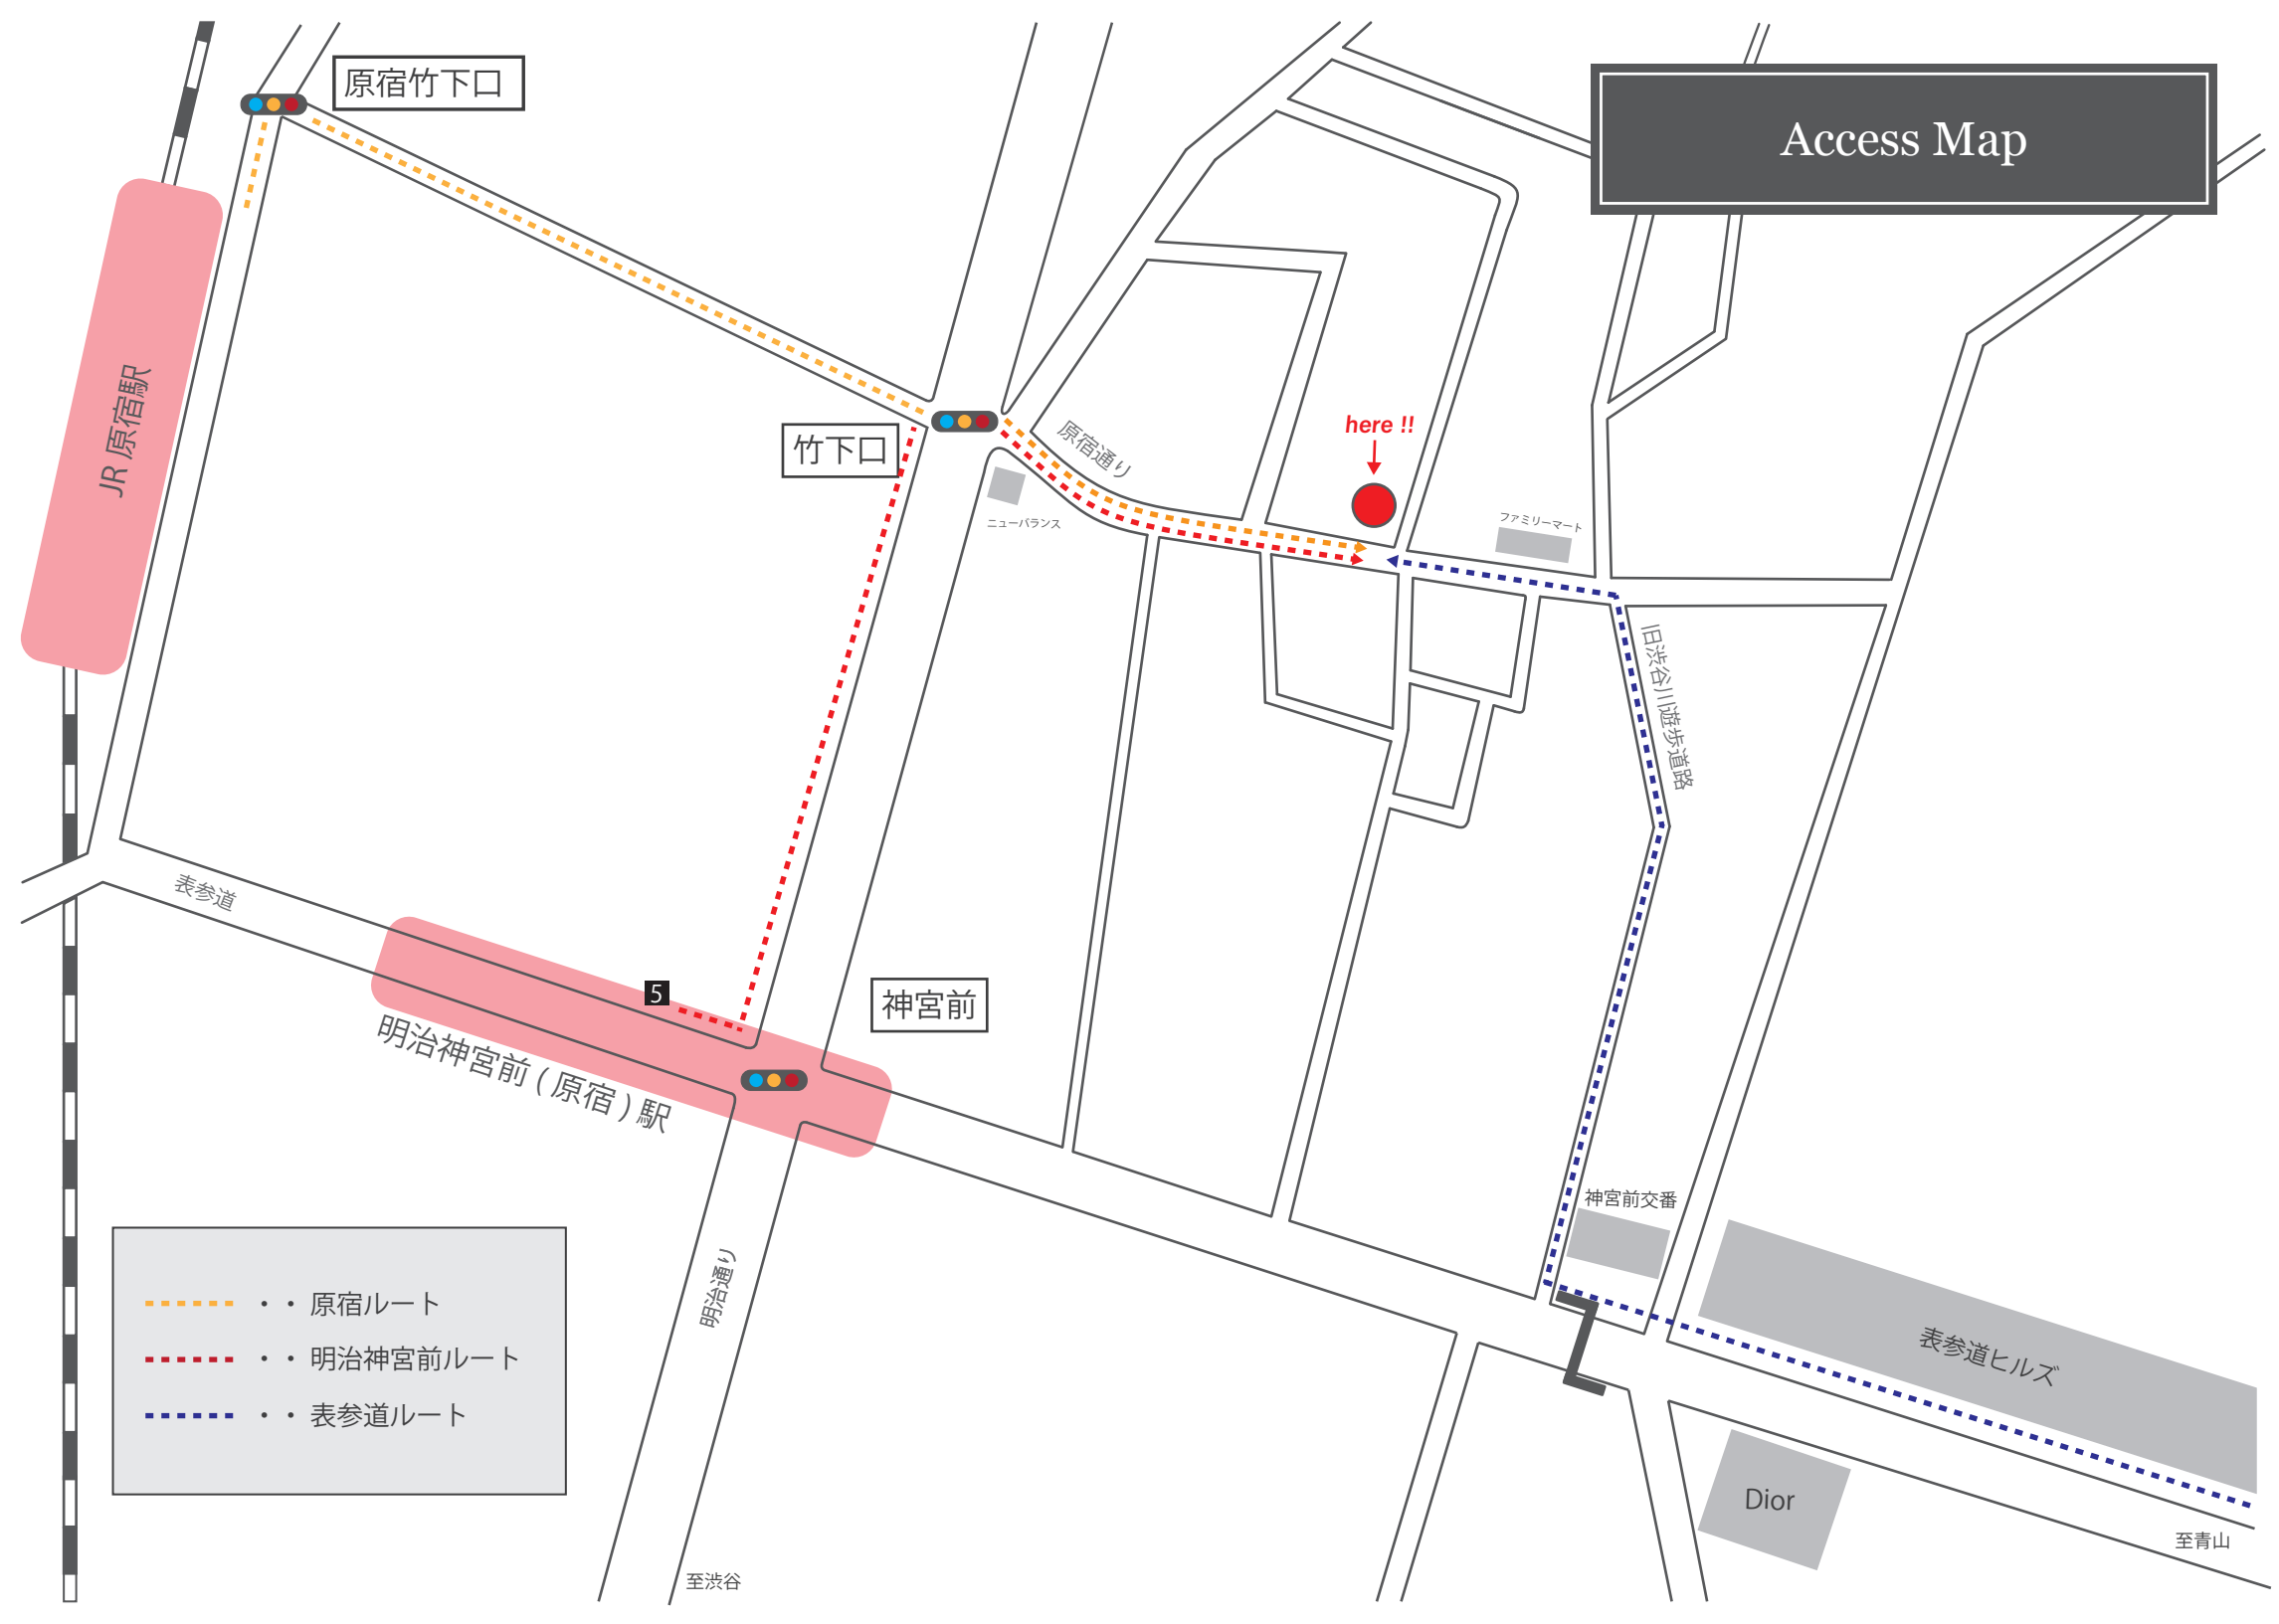 原宿竹下口
Access Map
JR 原宿駅
竹下口
原宿通り
here !!
ニューバランス
ファミリーマート
旧渋谷川遊歩道路
表参道
5
神宮前
明治神宮前 ( 原宿 ) 駅
神宮前交番
明治通り
・・原宿ルート
・・明治神宮前ルート
・・表参道ルート
表参道ヒルズ
Dior
至青山
至渋谷